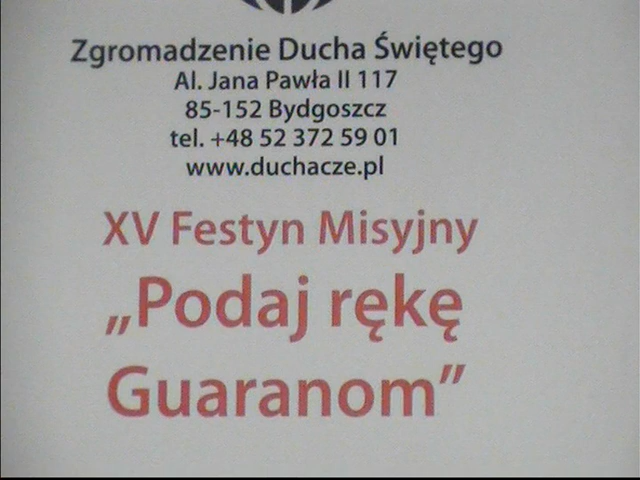 Zgromadzenie Ducha Świętego
Al. Jana Pawła II 117
85-152 Bydgoszcz
tel. +48 52 372 59 01
www.duchacze.pl
XV Festyn Misyjny
„Podaj rękę
Guaranom”